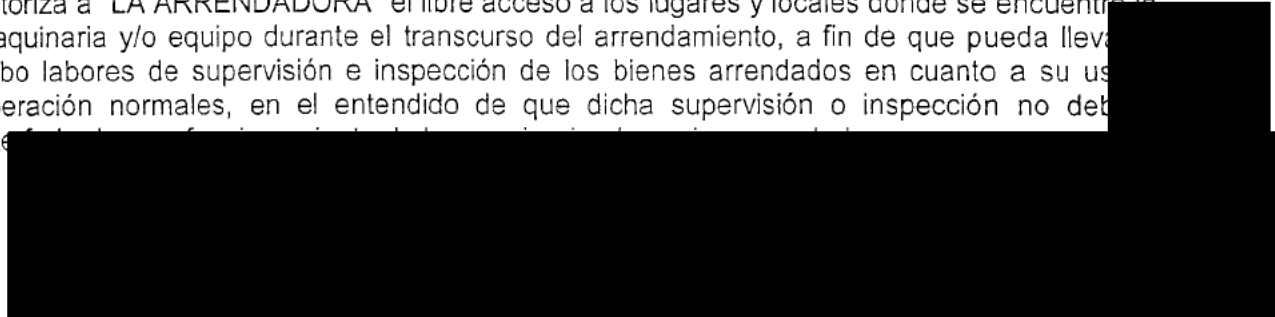 toriza a "LA ARRENDADORA" el libre acceso a los lugares y locales donde se encuentre la
aquinaria y/o equipo durante el transcurso del arrendamiento, a fin de que pueda lleva
bo labores de supervisión e inspección de los bienes arrendados en cuanto a su us
eración normales, en el entendido de que dicha supervisión o inspección no deb